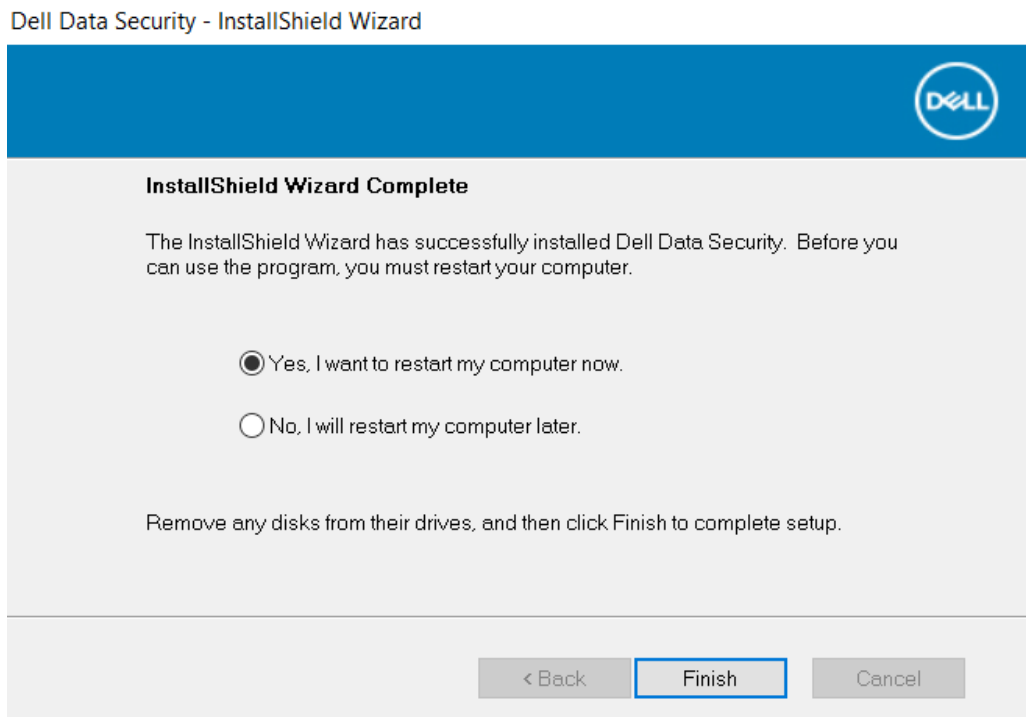 Dell Data Security - InstallShield Wizard
DELL
InstallShield Wizard Complete
The InstallShield Wizard has successfully installed Dell Data Security. Before you
can use the program, you must restart your computer.
Yes, I want to restart my computer now.
No, I will restart my computer later.
Remove any disks from their drives, and then click Finish to complete setup.
< Back Finish Cancel